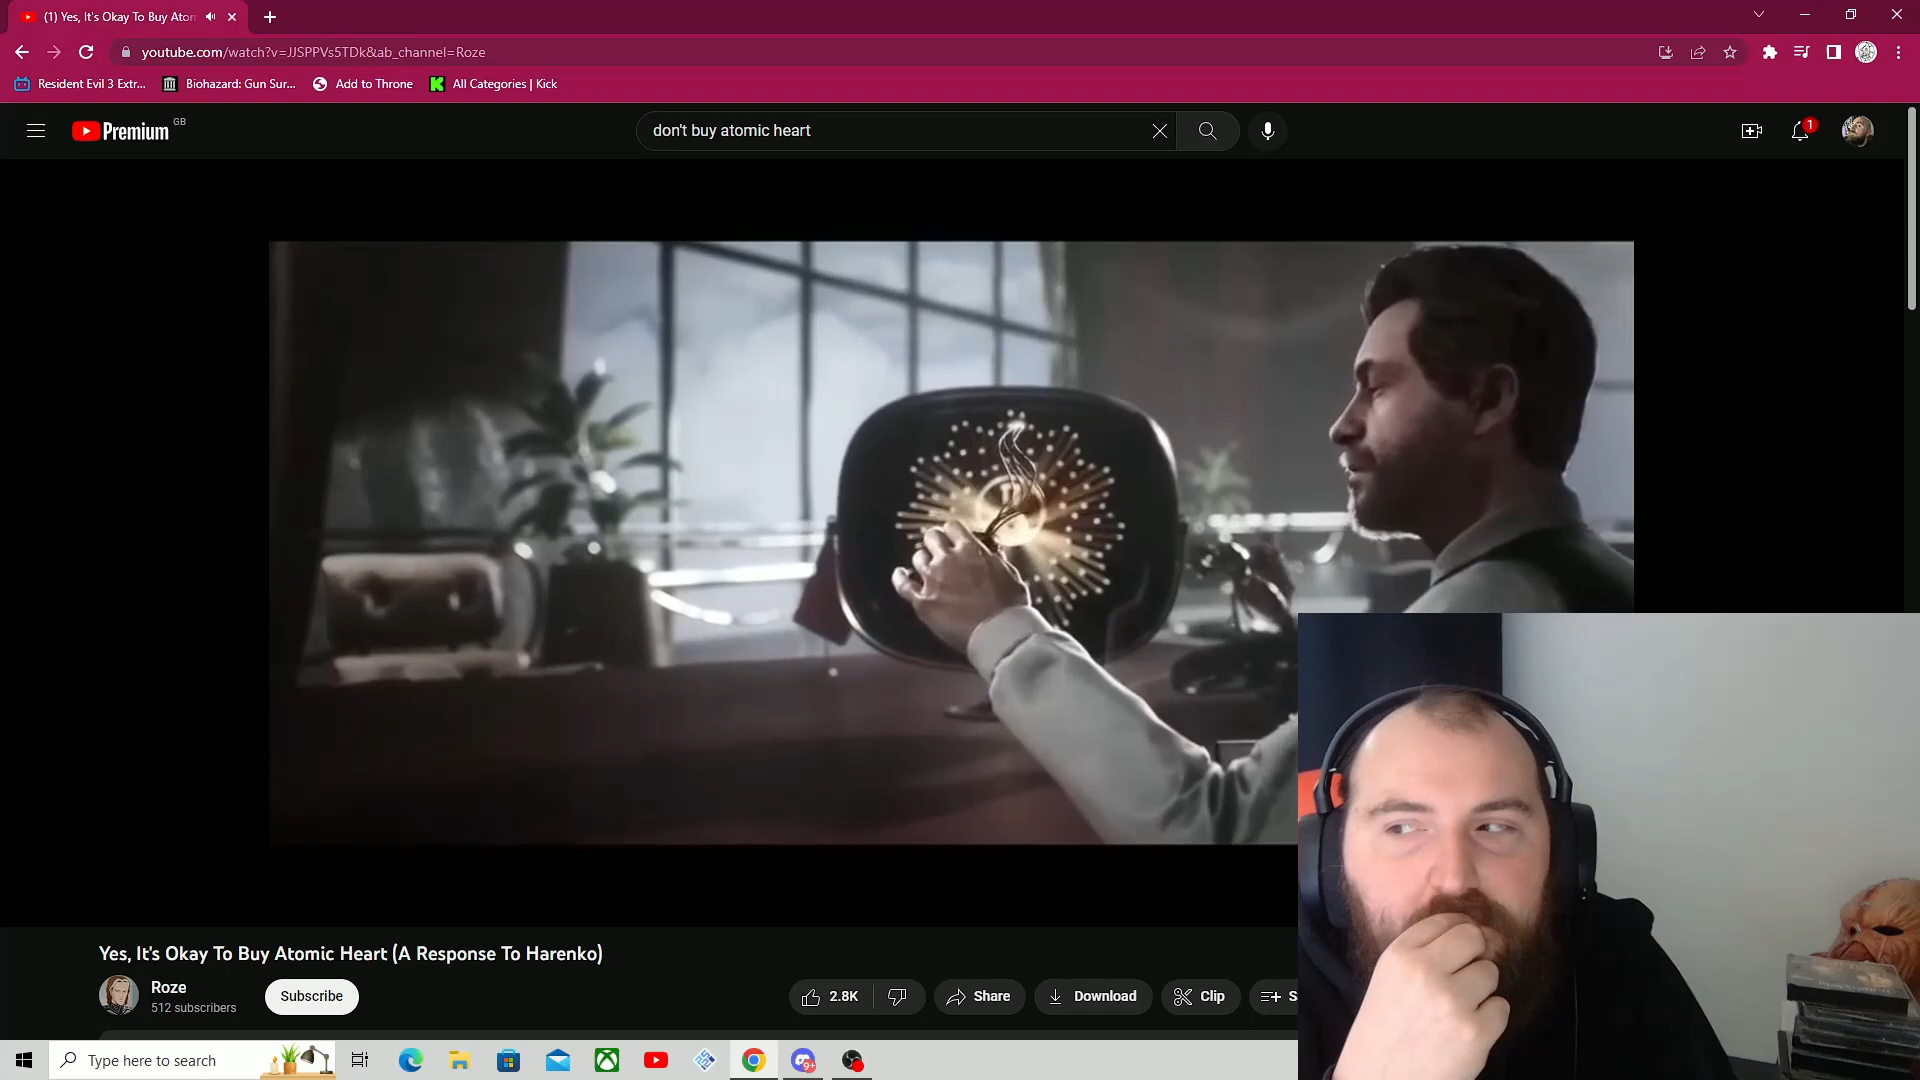 (1) Yes, It's Okay To Buy Atom
youtube.com/watch?v=JJSPPVs5TDk&ab_channel=Roze
Resident Evil 3 Extr... Biohazard: Gun Sur... Add to Throne All Categories | Kick
Premium GB
don't buy atomic heart
1
Yes, It's Okay To Buy Atomic Heart (A Response To Harenko)
Roze
512 subscribers
Subscribe
2.8K
Share
Download
Clip
S
Type here to search
9+